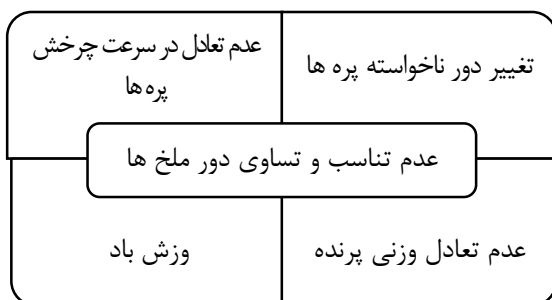 تغییر دور ناخواسته پره ها
عدم تعادل در سرعت چرخش
پره‌ها
عدم تناسب و تساوی دور ملخ ها
عدم تعادل وزنی پرنده
وزش باد